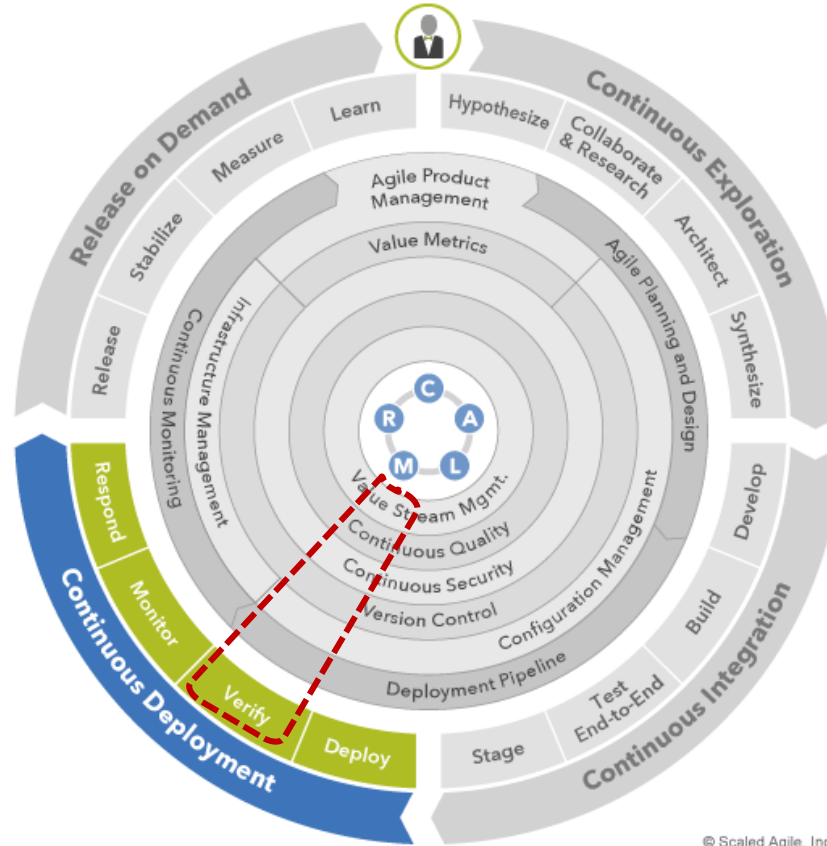 Release on Demand
Continuous Exploration
Release
Stabilize
Measure
Learn
Hypothesize
Collaborate
& Research
Architect
Synthesize
Agile Product
Management
Value Metrics
Agile Planning and Design
Continuous Monitoring
Infrastructure Management
C
R
A
M
L
Value Stream Mgmt.
Continuous Quality
Continuous Security
Version Control
Configuration Management
Deployment Pipeline
Respond
Monitor
Verify
Deploy
Continuous Deployment
Develop
Build
Test
End-to-End
Stage
Continuous Integration
© Scaled Agile, Inc